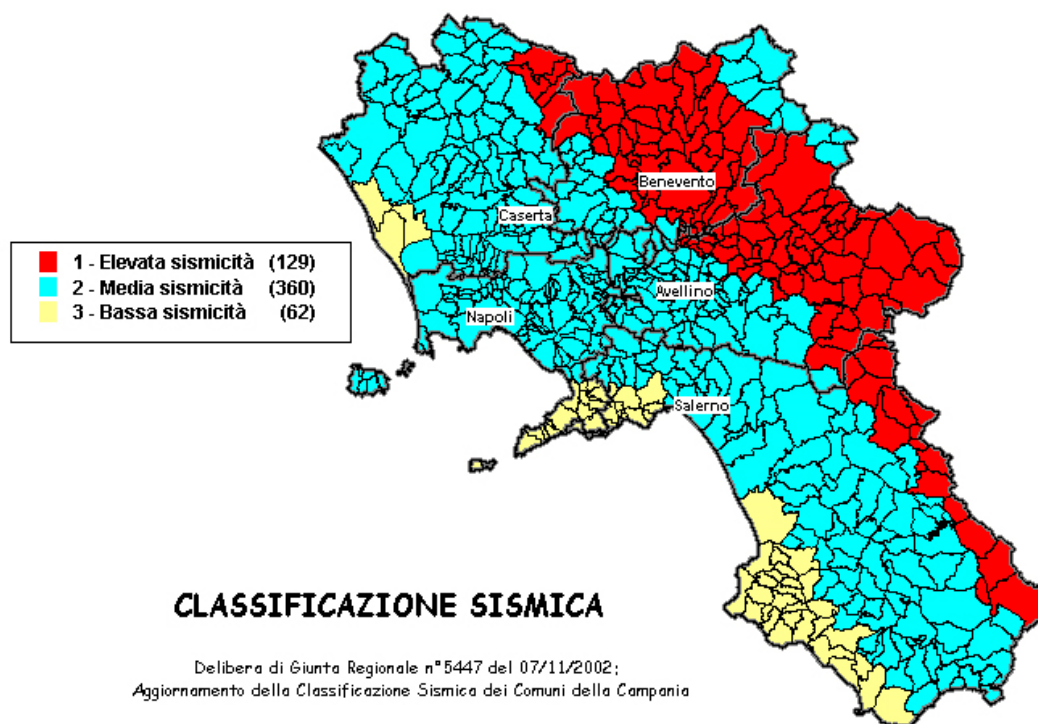 Benevento
Caserta
1 - Elevata sismicità (129)
2 - Media sismicità (360)
3 - Bassa sismicità (62)
Avellino
Napoli
Salerno
CLASSIFICAZIONE SISMICA
Delibera di Giunta Regionale n°5447 del 07/11/2002;
Aggiornamento della Classificazione Sismica dei Comuni della Campania